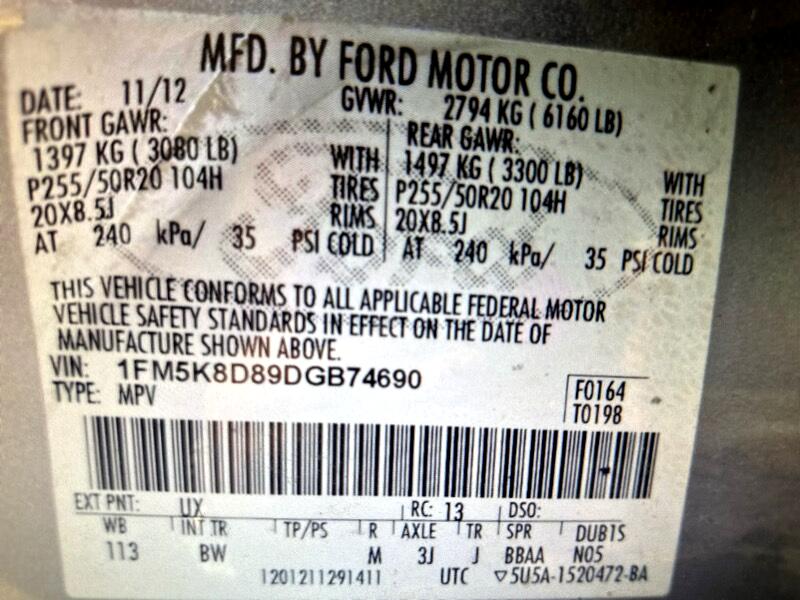 MFD. BY FORD MOTOR CO.
DATE: 11/12 GVWR: 2794 KG ( 6160 LB)
FRONT GAWR: REAR GAWR:
1397 KG ( 3080 LB) WITH 1497 KG ( 3300 LB) WITH
P255/50R20 104H TIRES P255/50R20 104H TIRES
20X8.5J RIMS 20X8.5J RIMS
AT 240 kPa/ 35 PSI COLD AT 240 kPa/ 35 PSI COLD
THIS VEHICLE CONFORMS TO ALL APPLICABLE FEDERAL MOTOR
VEHICLE SAFETY STANDARDS IN EFFECT ON THE DATE OF
MANUFACTURE SHOWN ABOVE.
VIN: 1FM5K8D89DGB74690
TYPE: MPV
F0164
T0198
EXT PNT: UX RC: 13 DSO:
WB INT TR TP/PS R AXLE TR SPR DUB1S
113 BW M 3J J BBAA N05
1201211291411 UTC ▽5U5A-1520472-BA